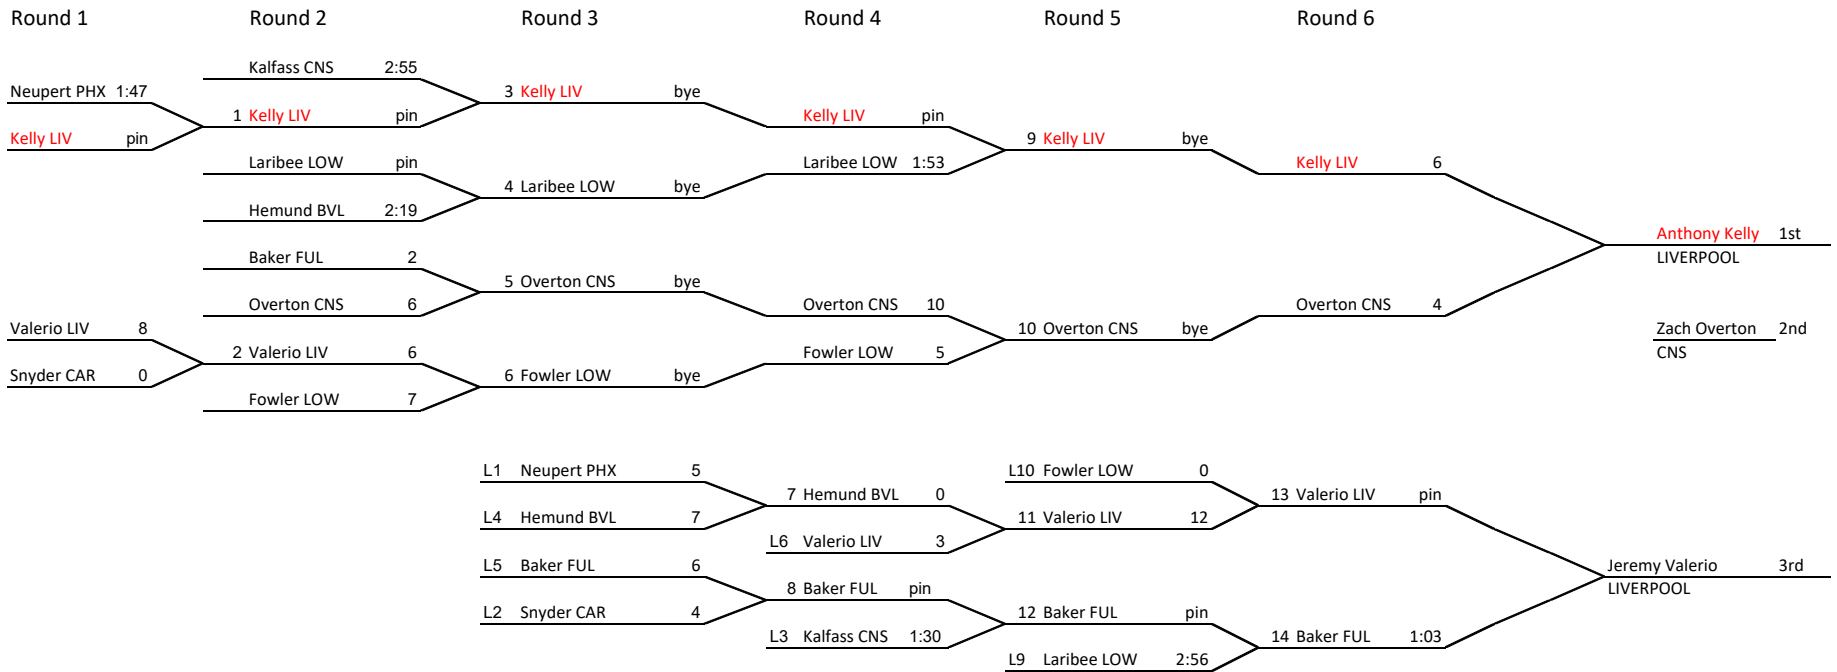 Round 1 Round 2 Round 3 Round 4 Round 5 Round 6
Kalfass CNS 2:55
Neupert PHX 1:47 3 Kelly LIV bye
1 Kelly LIV pin Kelly LIV pin
Kelly LIV pin 9 Kelly LIV bye
Laribee LOW pin Laribee LOW 1:53 Kelly LIV 6
4 Laribee LOW bye
Hemund BVL 2:19
Anthony Kelly 1st
Baker FUL 2 LIVERPOOL
5 Overton CNS bye
Overton CNS 6 Overton CNS 10 Overton CNS 4
Valerio LIV 8 10 Overton CNS bye Zach Overton 2nd
2 Valerio LIV 6 Fowler LOW 5 CNS
Snyder CAR 0 6 Fowler LOW bye
Fowler LOW 7
L1 Neupert PHX 5 L10 Fowler LOW 0
7 Hemund BVL 0 13 Valerio LIV pin
L4 Hemund BVL 7 11 Valerio LIV 12
L6 Valerio LIV 3
L5 Baker FUL 6 Jeremy Valerio 3rd
8 Baker FUL pin LIVERPOOL
L2 Snyder CAR 4 12 Baker FUL pin
L3 Kalfass CNS 1:30 14 Baker FUL 1:03
L9 Laribee LOW 2:56